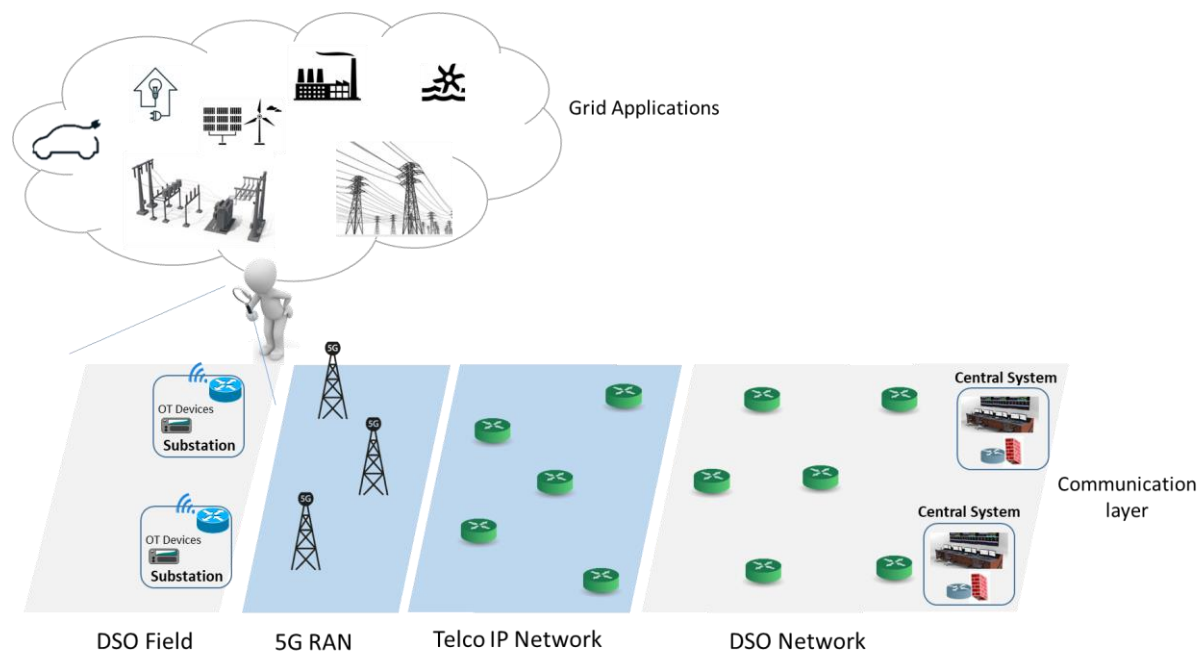 Grid Applications
5G
5G
5G
OT Devices
Substation
OT Devices
Substation
Central System
Central System
Communication
layer
DSO Field
5G RAN
Telco IP Network
DSO Network